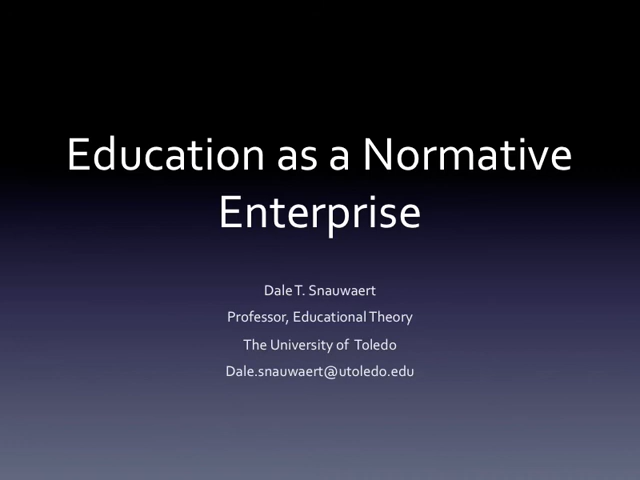 Education as a Normative
Enterprise
Dale T. Snauwaert
Professor, Educational Theory
The University of Toledo
Dale.snauwaert@utoledo.edu